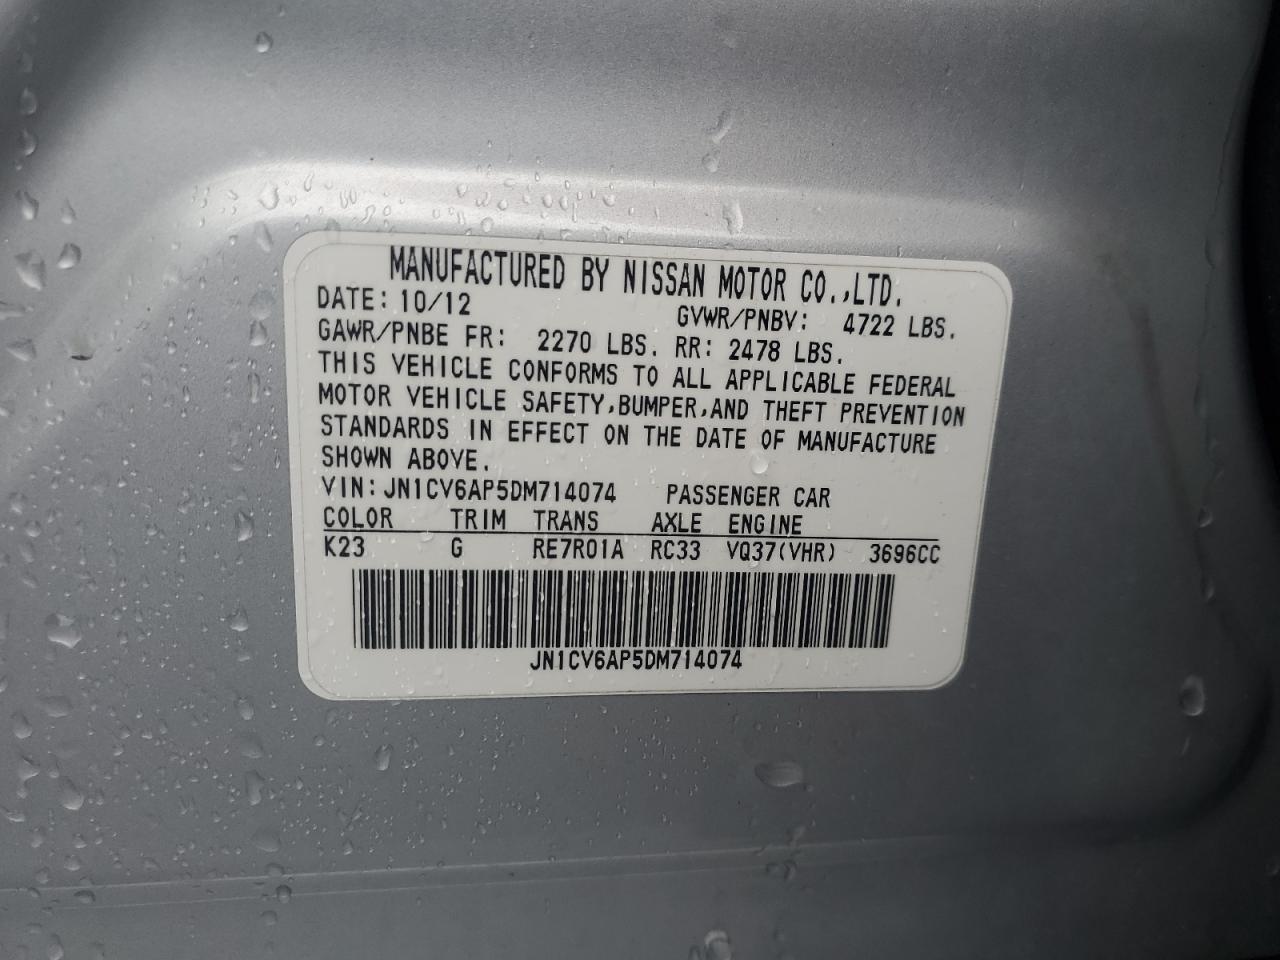 MANUFACTURED BY NISSAN MOTOR CO.,LTD.
DATE: 10/12 GVWR/PNBV: 4722 LBS.
GAWR/PNBE FR: 2270 LBS. RR: 2478 LBS.
THIS VEHICLE CONFORMS TO ALL APPLICABLE FEDERAL
MOTOR VEHICLE SAFETY,BUMPER,AND THEFT PREVENTION
STANDARDS IN EFFECT ON THE DATE OF MANUFACTURE
SHOWN ABOVE.
VIN: JN1CV6AP5DM714074 PASSENGER CAR
COLOR TRIM TRANS AXLE ENGINE
K23 G RE7R01A RC33 VQ37(VHR) 3696CC
JN1CV6AP5DM714074